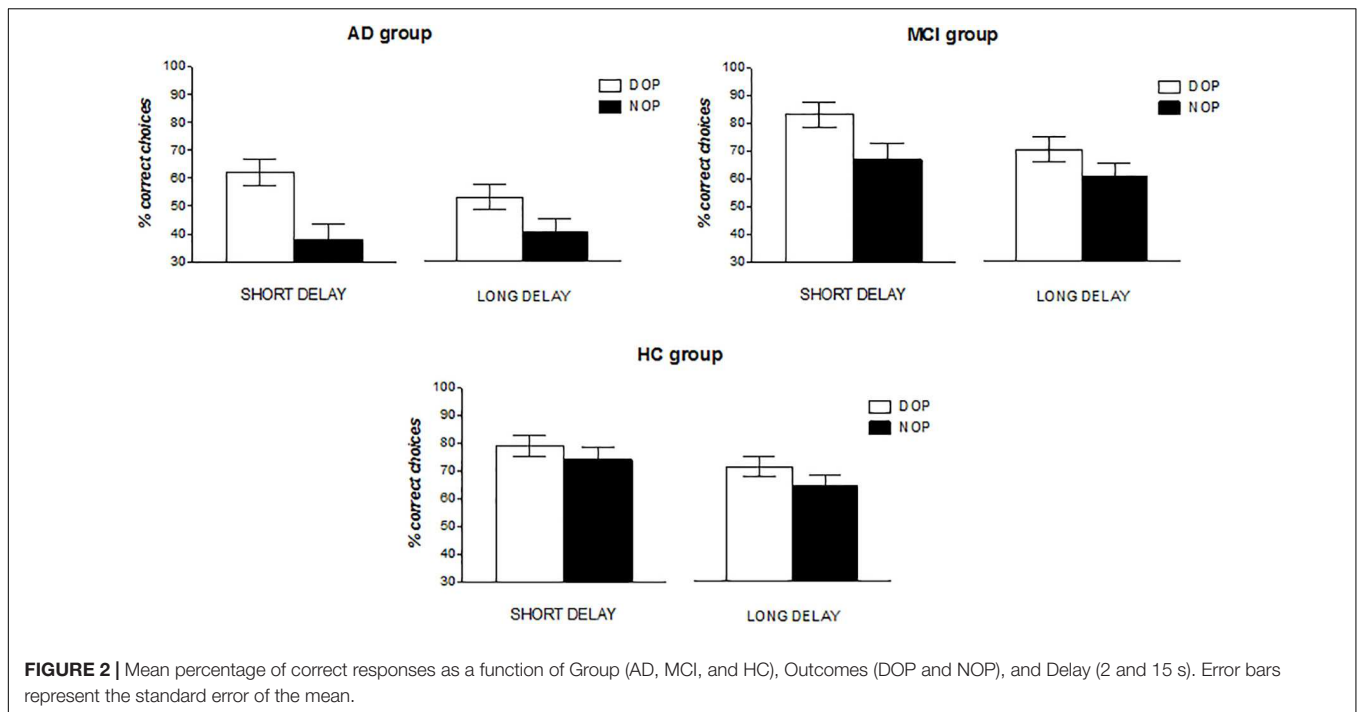 AD group
% correct choices
100
90
80
70
60
50
40
30
DOP
NOP
SHORT DELAY
LONG DELAY
MCI group
% correct choices
100
90
80
70
60
50
40
30
DOP
NOP
SHORT DELAY
LONG DELAY
HC group
% correct choices
100
90
80
70
60
50
40
30
DOP
NOP
SHORT DELAY
LONG DELAY
FIGURE 2 | Mean percentage of correct responses as a function of Group (AD, MCI, and HC), Outcomes (DOP and NOP), and Delay (2 and 15 s). Error bars
represent the standard error of the mean.